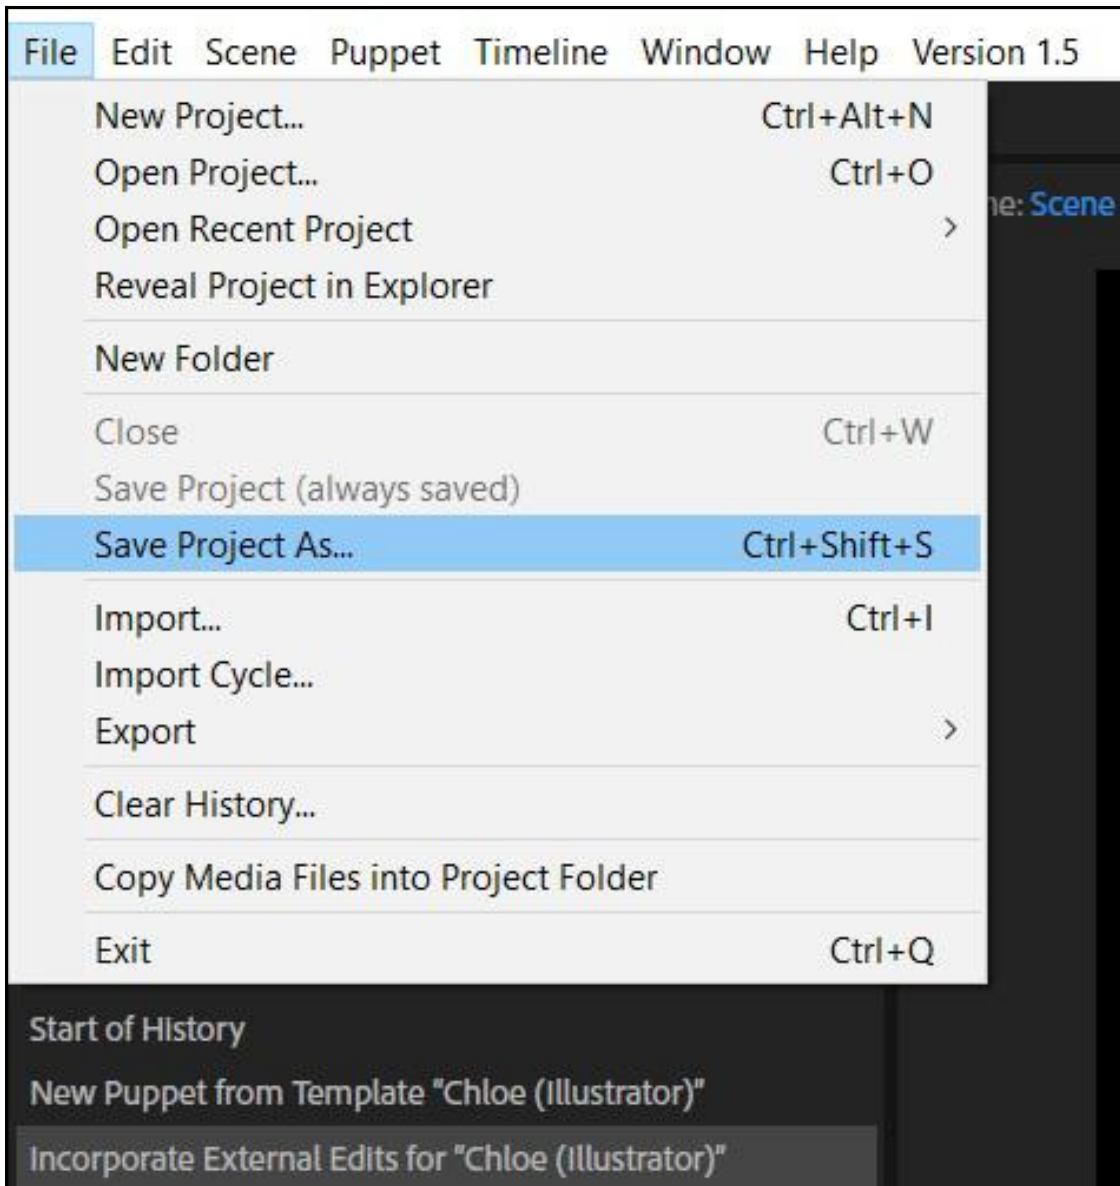 File Edit Scene Puppet Timeline Window Help Version 1.5
New Project... Ctrl+Alt+N
Open Project... Ctrl+O
ne: Scene
Open Recent Project >
Reveal Project in Explorer
New Folder
Close Ctrl+W
Save Project (always saved)
Save Project As... Ctrl+Shift+S
Import... Ctrl+I
Import Cycle...
Export >
Clear History...
Copy Media Files into Project Folder
Exit Ctrl+Q
Start of History
New Puppet from Template "Chloe (Illustrator)"
Incorporate External Edits for "Chloe (Illustrator)"